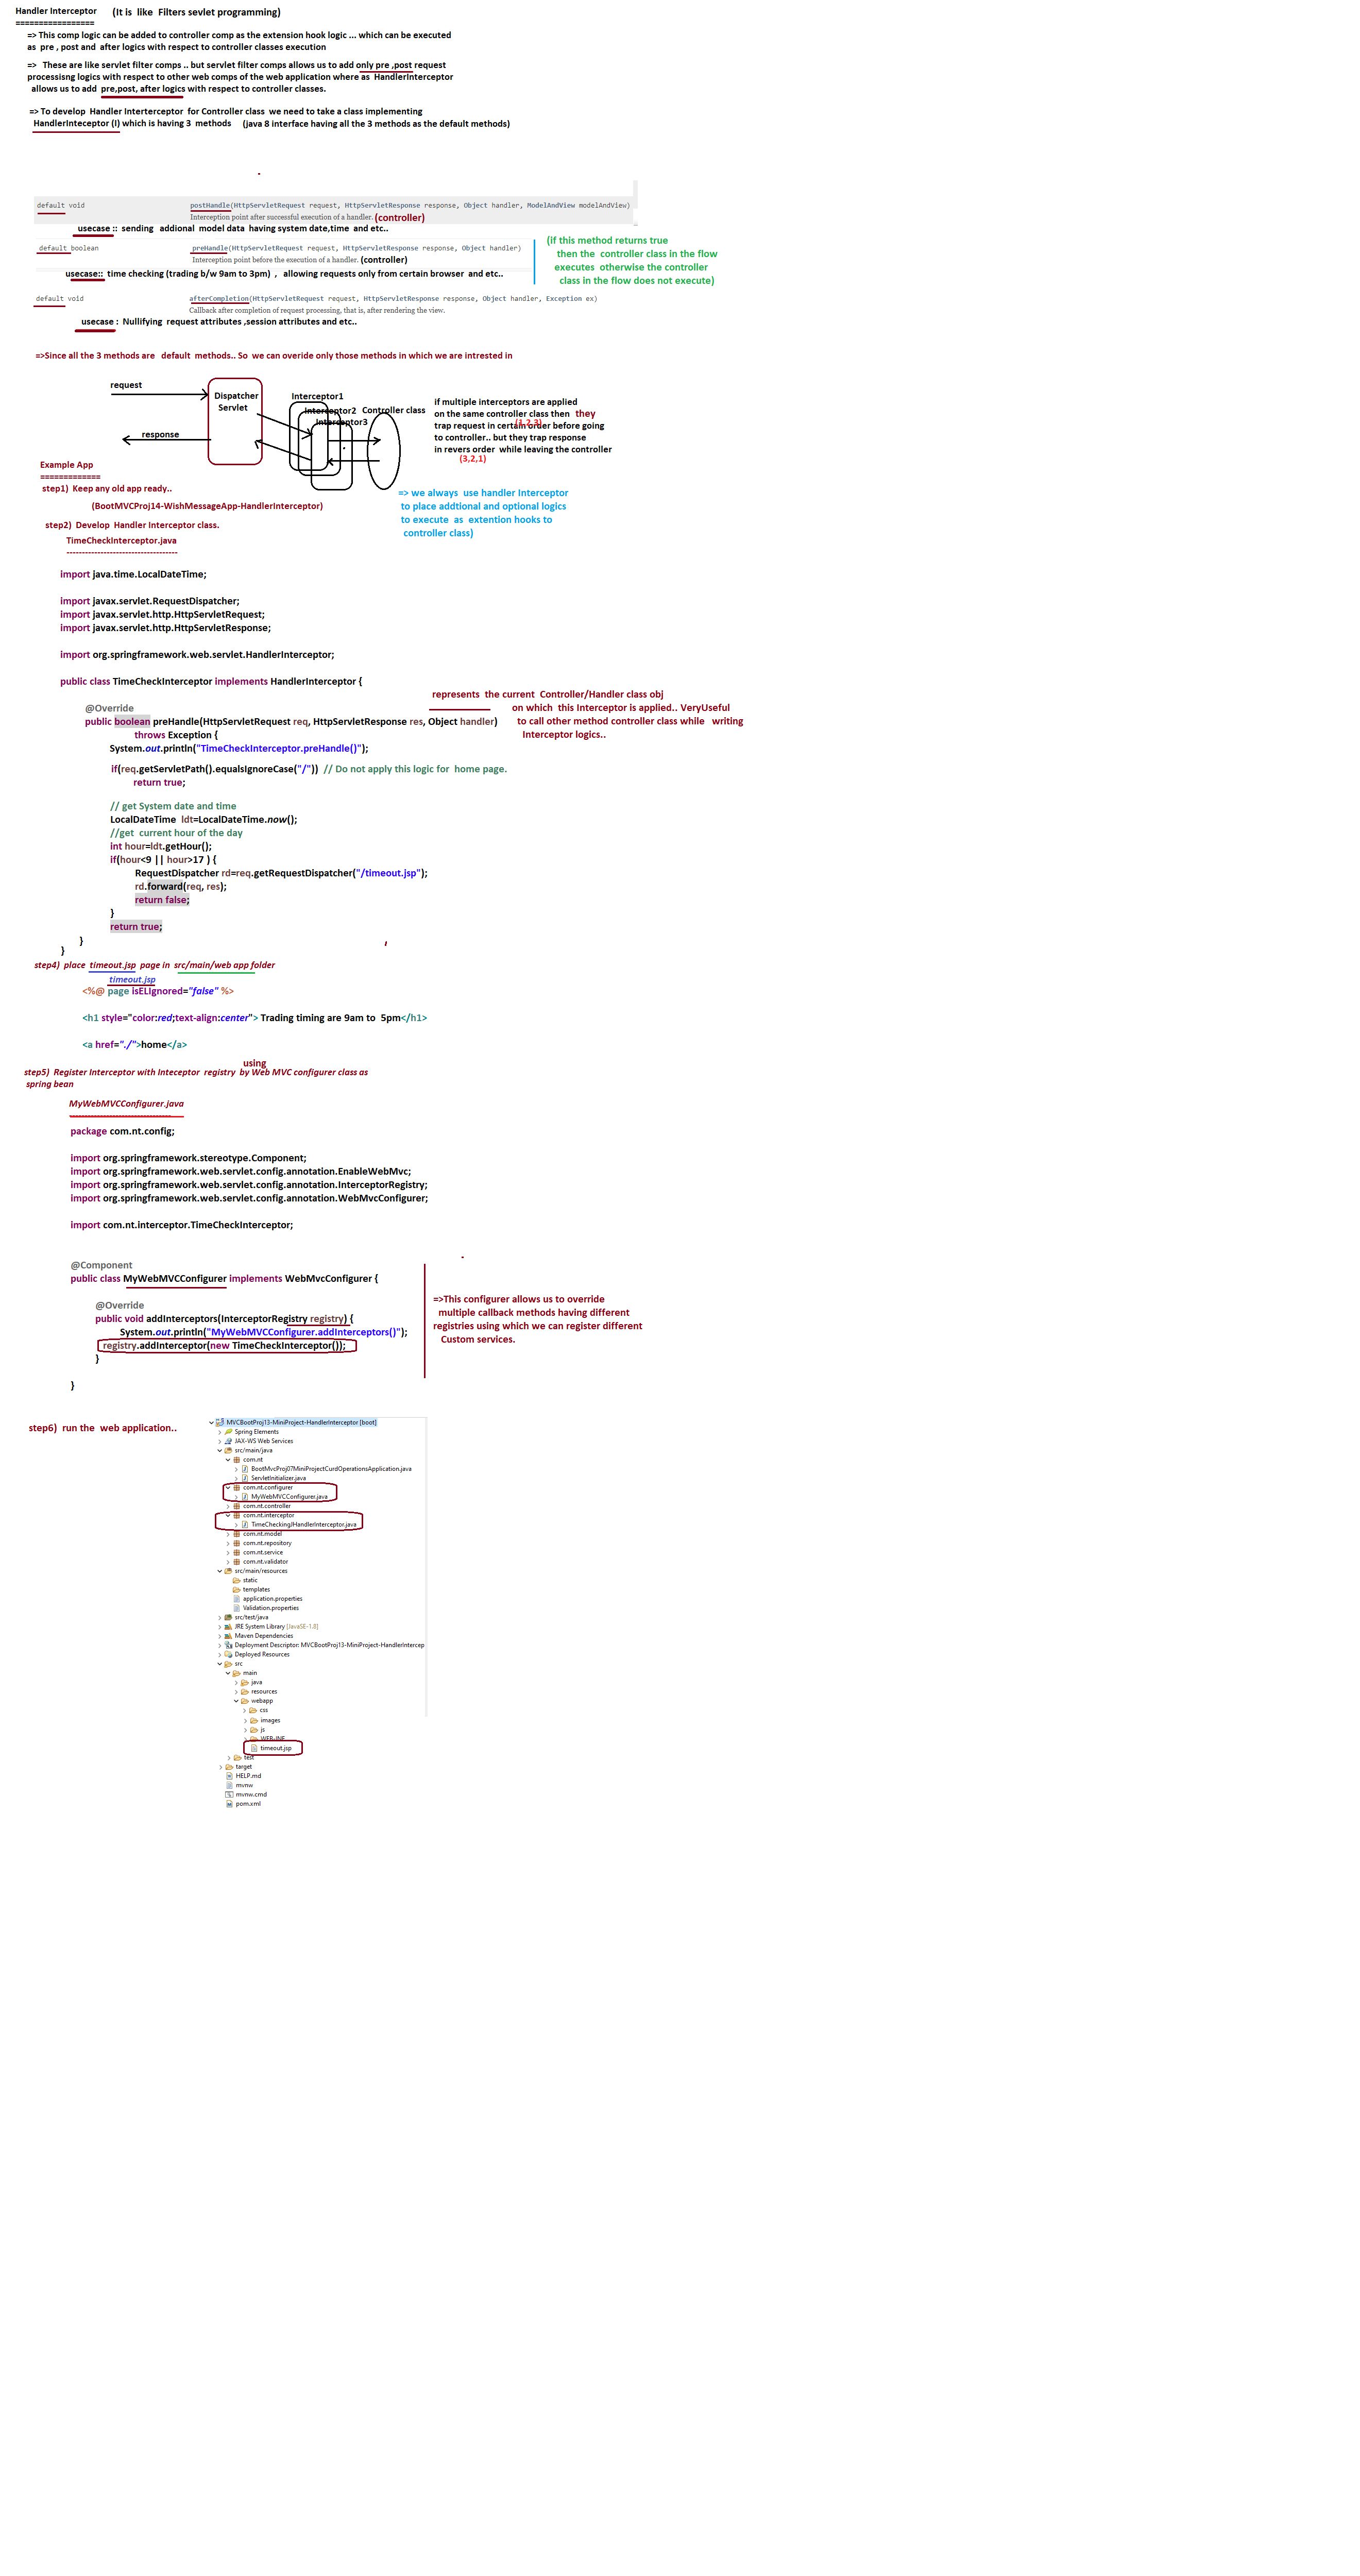 Handler Interceptor (It is like Filters sevlet programming)
=================
=> This comp logic can be added to controller comp as the extension hook logic ... which can be executed
as pre , post and after logics with respect to controller classes execution
=> These are like servlet filter comps .. but servlet filter comps allows us to add only pre ,post request
processisng logics with respect to other web comps of the web application where as HandlerInterceptor
allows us to add pre,post, after logics with respect to controller classes.
=> To develop Handler Interterceptor for Controller class we need to take a class implementing
HandlerInteceptor (I) which is having 3 methods (java 8 interface having all the 3 methods as the default methods)
default void postHandle(HttpServletRequest request, HttpServletResponse response, Object handler, ModelAndView modelAndView)
Interception point after successful execution of a handler. (controller)
usecase :: sending addional model data having system date,time and etc..
default boolean preHandle(HttpServletRequest request, HttpServletResponse response, Object handler)
Interception point before the execution of a handler. (controller)
usecase:: time checking (trading b/w 9am to 3pm) , allowing requests only from certain browser and etc..
(if this method returns true
then the controller class in the flow
executes otherwise the controller
class in the flow does not execute)
default void afterCompletion(HttpServletRequest request, HttpServletResponse response, Object handler, Exception ex)
Callback after completion of request processing, that is, after rendering the view.
usecase : Nullifying request attributes ,session attributes and etc..
=>Since all the 3 methods are default methods.. So we can overide only those methods in which we are intrested in
request
Dispatcher
Servlet
response
Interceptor1
Interceptor2 Controller class
Interceptor3
if multiple interceptors are applied
on the same controller class then they
(1,2,3)
trap request in certain order before going
to controller.. but they trap response
in revers order while leaving the controller
(3,2,1)
=> we always use handler Interceptor
to place addtional and optional logics
to execute as extention hooks to
controller class)
Example App
=============
step1) Keep any old app ready..
(BootMVCProj14-WishMessageApp-HandlerInterceptor)
step2) Develop Handler Interceptor class.
TimeCheckInterceptor.java
------------------------------------
import java.time.LocalDateTime;
import javax.servlet.RequestDispatcher;
import javax.servlet.http.HttpServletRequest;
import javax.servlet.http.HttpServletResponse;
import org.springframework.web.servlet.HandlerInterceptor;
public class TimeCheckInterceptor implements HandlerInterceptor {
represents the current Controller/Handler class obj
on which this Interceptor is applied.. VeryUseful
to call other method controller class while writing
Interceptor logics..
@Override
public boolean preHandle(HttpServletRequest req, HttpServletResponse res, Object handler)
throws Exception {
System.out.println("TimeCheckInterceptor.preHandle()");
if(req.getServletPath().equalsIgnoreCase("/")) // Do not apply this logic for home page.
return true;
// get System date and time
LocalDateTime ldt=LocalDateTime.now();
//get current hour of the day
int hour=ldt.getHour();
if(hour<9 || hour>17 ) {
RequestDispatcher rd=req.getRequestDispatcher("/timeout.jsp");
rd.forward(req, res);
return false;
}
return true;
}
}
step4) place timeout.jsp page in src/main/web app folder
timeout.jsp
<%@ page isELIgnored="false" %>
<h1 style="color:red;text-align:center"> Trading timing are 9am to 5pm</h1>
<a href="./">home</a>
using
step5) Register Interceptor with Inteceptor registry by Web MVC configurer class as
spring bean
MyWebMVCConfigurer.java
---------------------------------
package com.nt.config;
import org.springframework.stereotype.Component;
import org.springframework.web.servlet.config.annotation.EnableWebMvc;
import org.springframework.web.servlet.config.annotation.InterceptorRegistry;
import org.springframework.web.servlet.config.annotation.WebMvcConfigurer;
import com.nt.interceptor.TimeCheckInterceptor;
@Component
public class MyWebMVCConfigurer implements WebMvcConfigurer {
@Override
public void addInterceptors(InterceptorRegistry registry) {
System.out.println("MyWebMVCConfigurer.addInterceptors()");
registry.addInterceptor(new TimeCheckInterceptor());
}
}
=>This configurer allows us to override
multiple callback methods having different
registries using which we can register different
Custom services.
step6) run the web application..
MVCBootProj13-MiniProject-HandlerInterceptor [boot]
Spring Elements
JAX-WS Web Services
src/main/java
com.nt
BootMvcProj07MiniProjectCurdOperationsApplication.java
ServletInitializer.java
com.nt.configurer
MyWebMVCConfigurer.java
com.nt.controller
com.nt.interceptor
TimeCheckingJHandlerInterceptor.java
com.nt.model
com.nt.repository
com.nt.service
com.nt.validator
src/main/resources
static
templates
application.properties
Validation.properties
src/test/java
JRE System Library [JavaSE-1.8]
Maven Dependencies
Deployment Descriptor: MVCBootProj13-MiniProject-HandlerIntercep
Deployed Resources
src
main
java
resources
webapp
css
images
js
WEB-INF
timeout.jsp
test
target
HELP.md
mvnw
mvnw.cmd
pom.xml